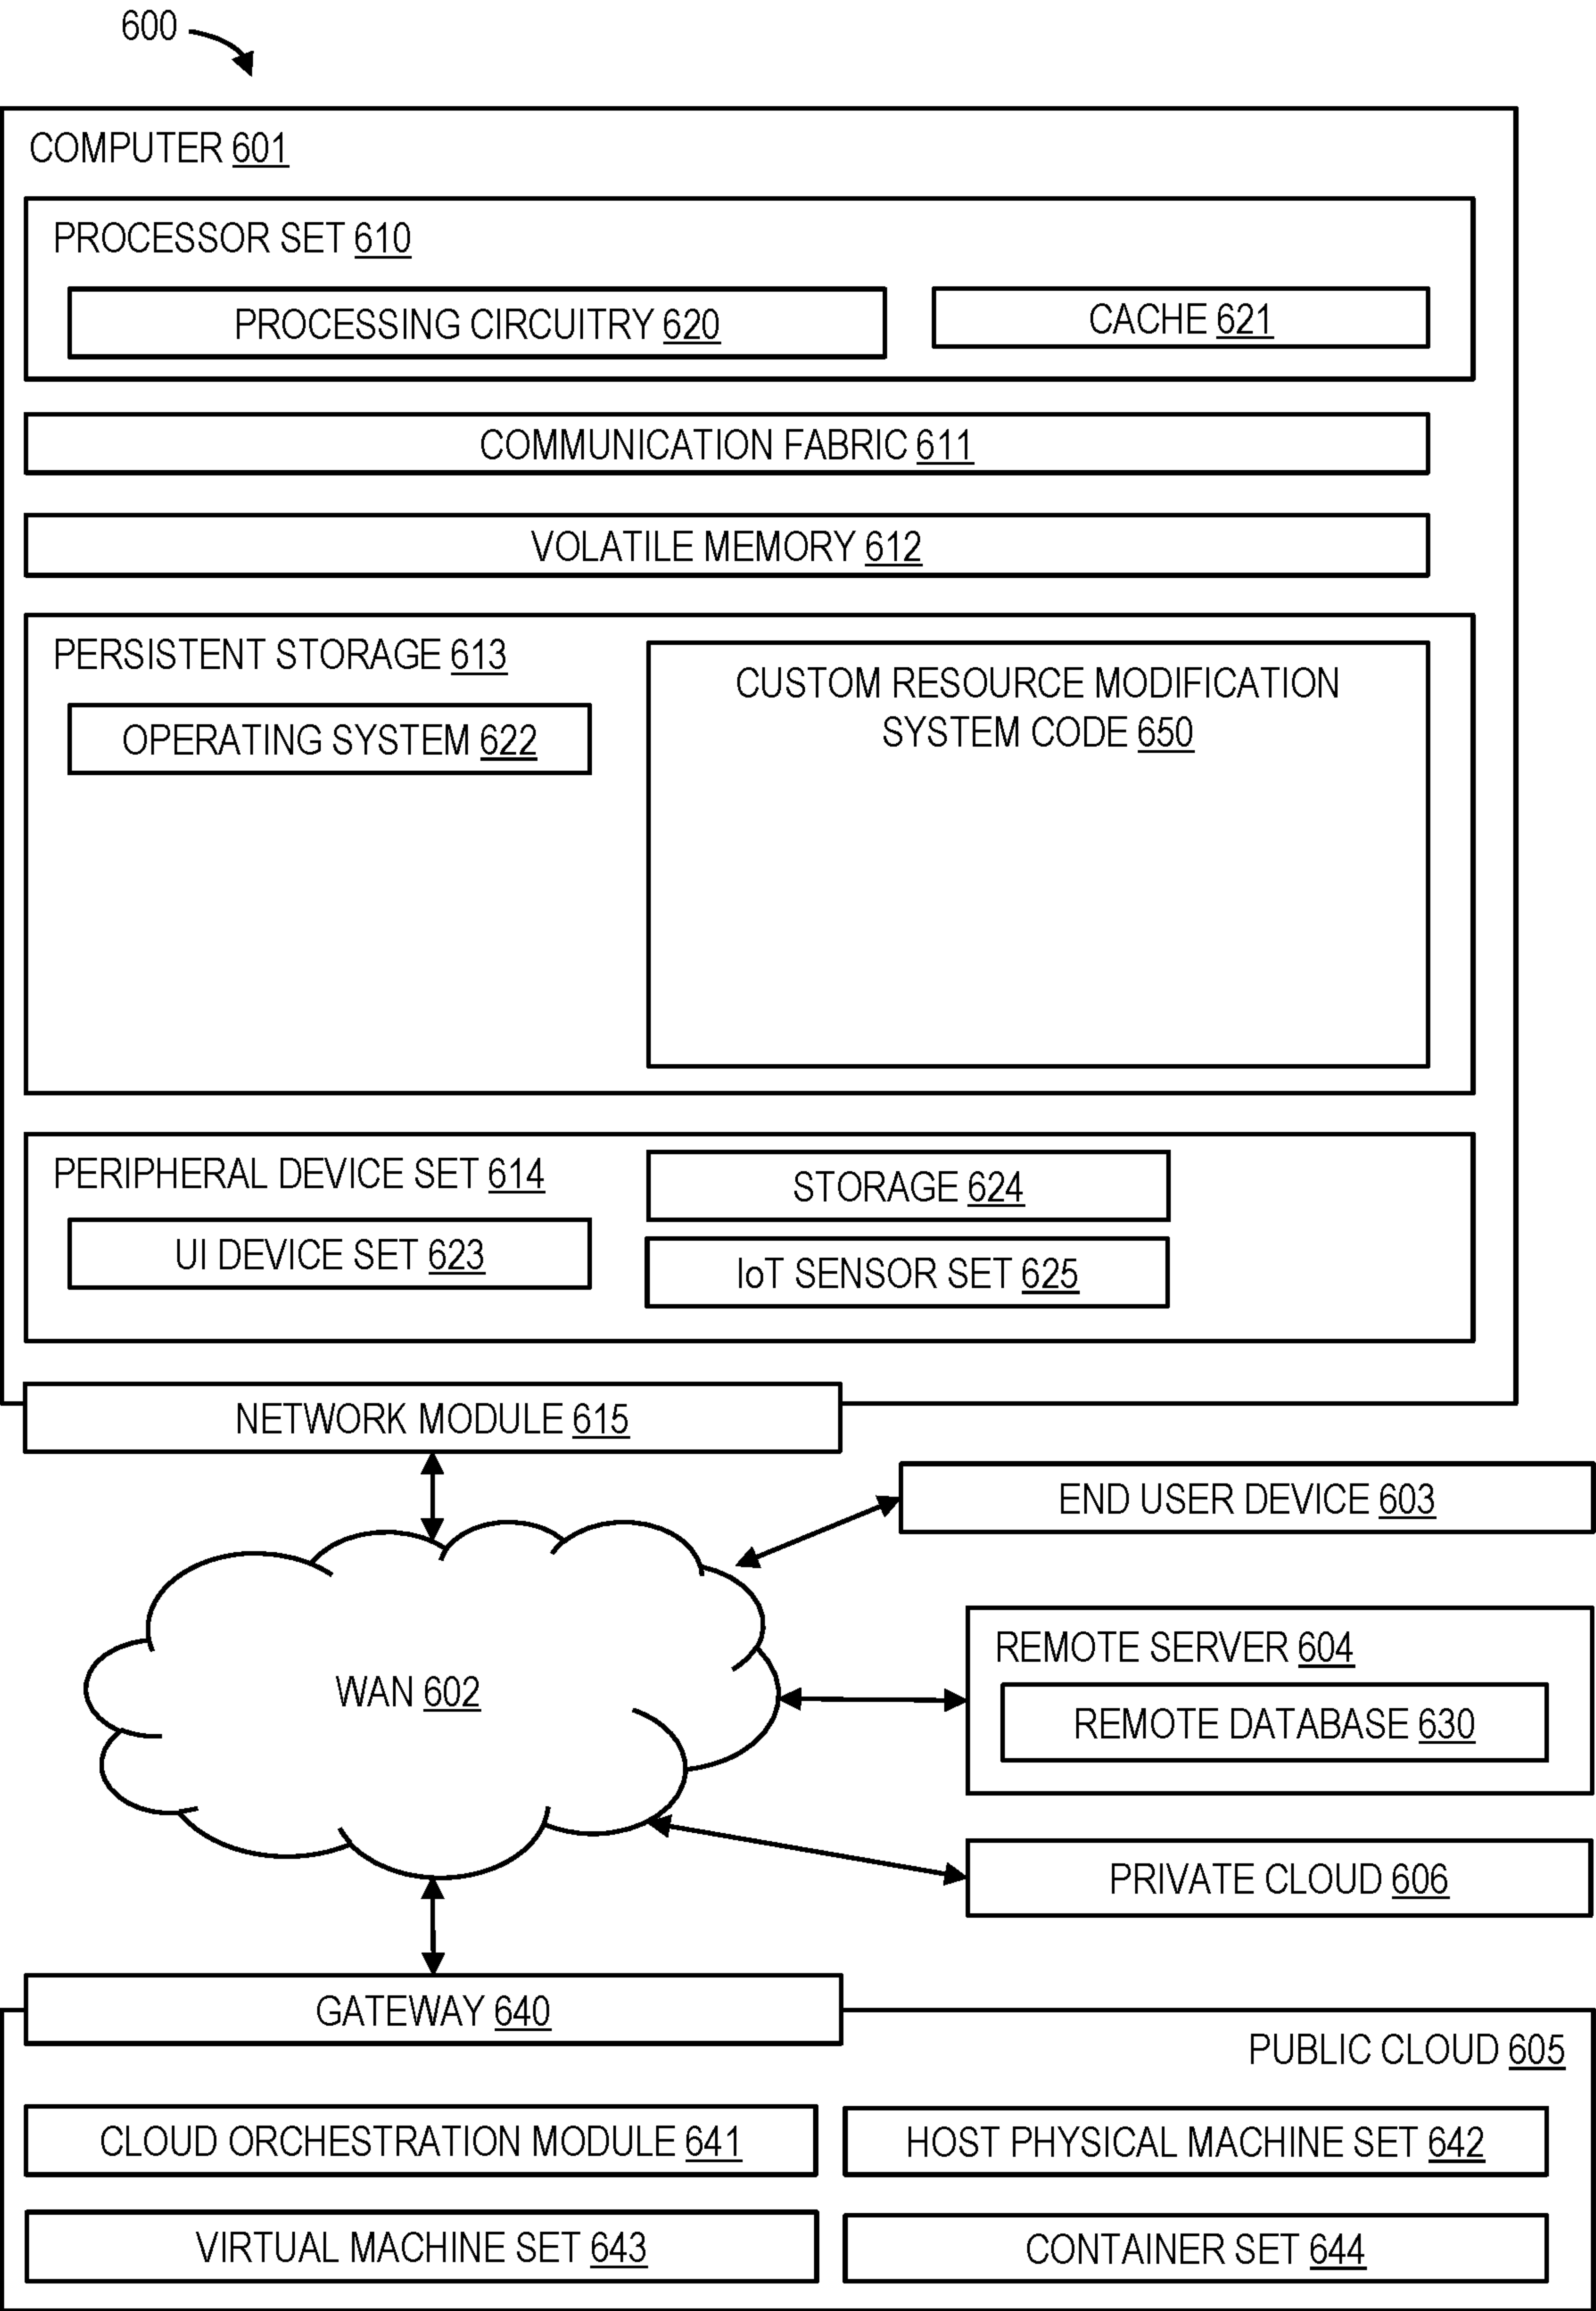 600
COMPUTER 601
PROCESSOR SET 610
PROCESSING CIRCUITRY 620
CACHE 621
COMMUNICATION FABRIC 611
VOLATILE MEMORY 612
PERSISTENT STORAGE 613
OPERATING SYSTEM 622
CUSTOM RESOURCE MODIFICATION
SYSTEM CODE 650
PERIPHERAL DEVICE SET 614
UI DEVICE SET 623
STORAGE 624
IoT SENSOR SET 625
NETWORK MODULE 615
END USER DEVICE 603
WAN 602
REMOTE SERVER 604
REMOTE DATABASE 630
PRIVATE CLOUD 606
GATEWAY 640
PUBLIC CLOUD 605
CLOUD ORCHESTRATION MODULE 641
HOST PHYSICAL MACHINE SET 642
VIRTUAL MACHINE SET 643
CONTAINER SET 644